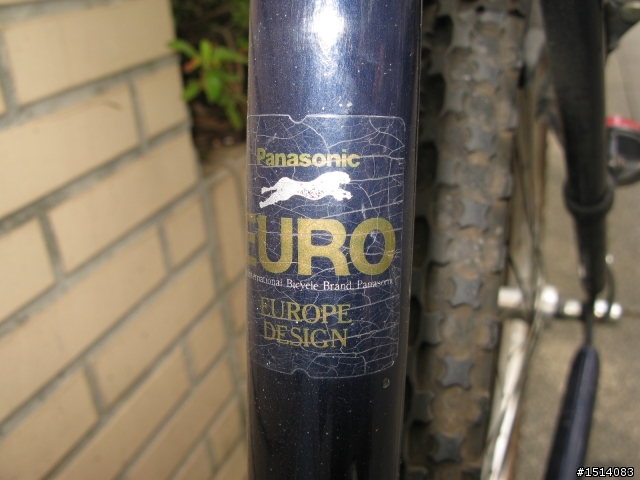 Panasonic
EURO
International Bicycle Brand, Panasonic
EUROPE
DESIGN
#1514083